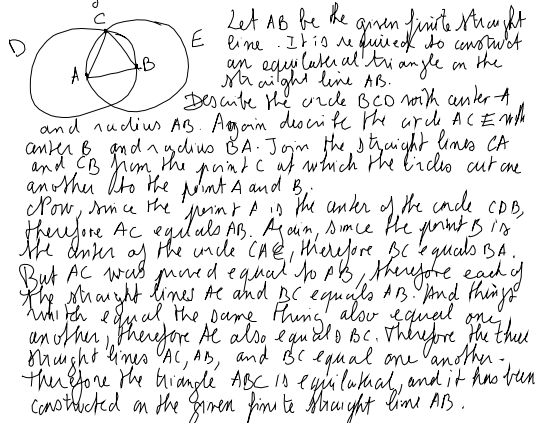 C
D
E
A
B
Let AB be the given finite straight
line. It is required to construct
an equilateral triangle on the
straight line AB.
Describe the circle BCD with center A
and radius AB. Again describe the circle ACE with
center B and radius BA. Join the straight lines CA
and CB from the point C at which the circles cut one
another to the point A and B.
Now, since the point A is the center of the circle CDB,
therefore AC equals AB. Again, since the point B is
the center of the circle CAE, therefore BC equals BA.
But AC was proved equal to AB, therefore each of
the straight lines AC and BC equals AB. And things
which equal the same thing also equal one
another, therefore AC also equals BC. Therefore the three
straight lines AC, AB, and BC equal one another.
Therefore the triangle ABC is equilateral, and it has been
constructed on the given finite straight line AB.